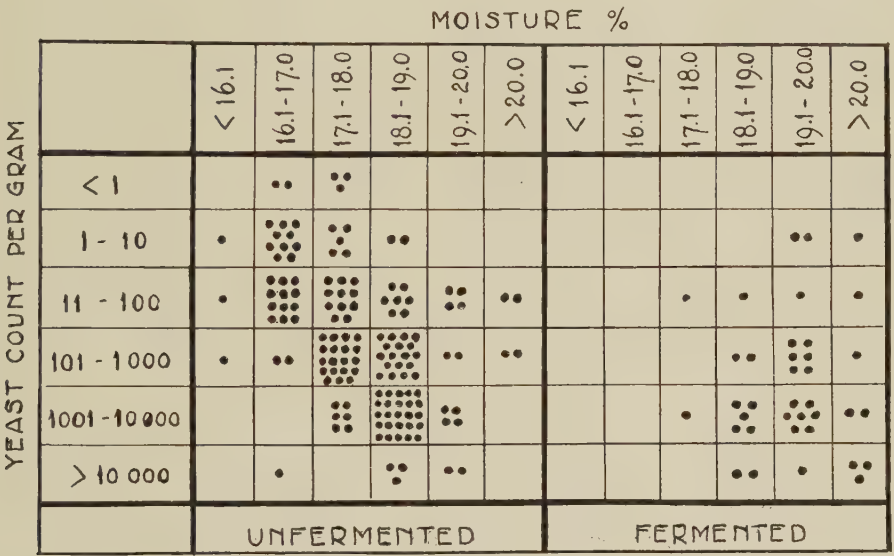 MOISTURE %
<16.1 16.1-17.0 17.1-18.0 18.1-19.0 19.1-20.0 >20.0 <16.1 16.1-17.0 17.1-18.0 18.1-19.0 19.1-20.0 >20.0
YEAST COUNT PER GRAM
<1
1-10
11-100
101-1000
1001-10000
>10 000
UNFERMENTED FERMENTED